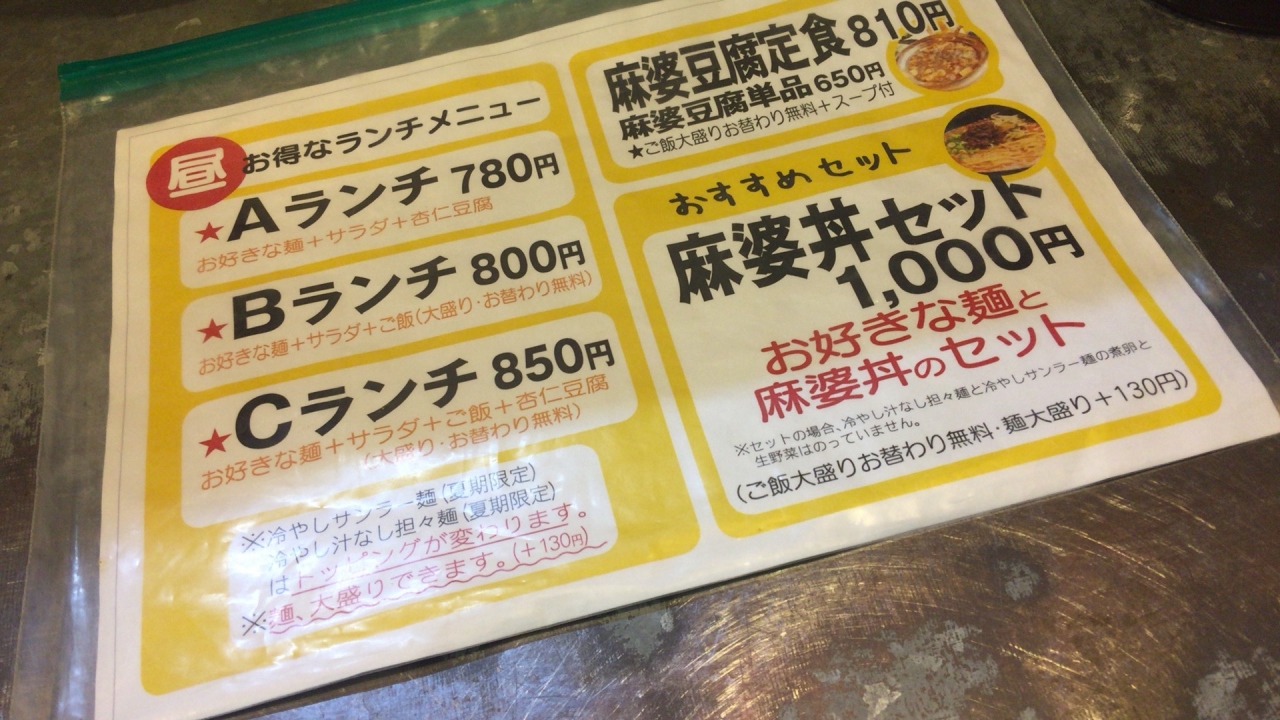 昼 お得なランチメニュー
★Aランチ 780円
お好きな麺＋サラダ＋杏仁豆腐
★Bランチ 800円
お好きな麺＋サラダ＋ご飯(大盛り･お替わり無料)
★Cランチ 850円
お好きな麺＋サラダ＋ご飯＋杏仁豆腐
(大盛り･お替わり無料)
※冷やしサンラー麺(夏期限定)
冷やし汁なし担々麺(夏期限定)
はトッピングが変わります。
※麺、大盛りできます。(＋130円)
麻婆豆腐定食 810円
麻婆豆腐単品 650円
★ご飯大盛りお替わり無料＋スープ付
おすすめセット
麻婆丼セット
1,000円
お好きな麺と
麻婆丼のセット
※セットの場合、冷やし汁なし担々麺と冷やしサンラー麺の煮卵と
生野菜はのっていません。
(ご飯大盛りお替わり無料･麺大盛り＋130円)